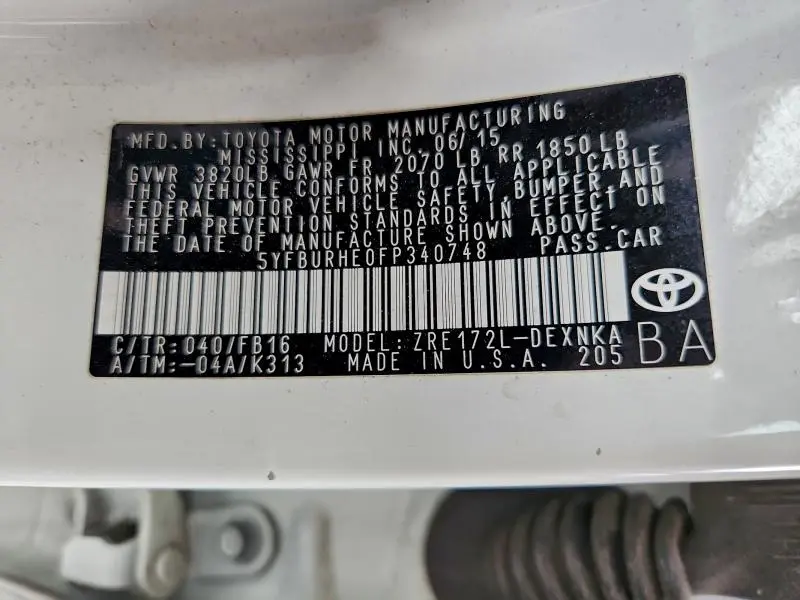 MFD. BY: TOYOTA MOTOR MANUFACTURING
MISSISSIPPI INC. 06/15
GVWR 3820LB GAWR FR 2070 LB RR 1850 LB
THIS VEHICLE CONFORMS TO ALL APPLICABLE
FEDERAL MOTOR VEHICLE SAFETY, BUMPER, AND
THEFT PREVENTION STANDARDS IN EFFECT ON
THE DATE OF MANUFACTURE SHOWN ABOVE.
5YFBURHE0FP340748 PASS.CAR
C/TR: 040/FB16 MODEL: ZRE172L-DEXNKA
A/TM: -04A/K313 MADE IN U.S.A. 205
BA